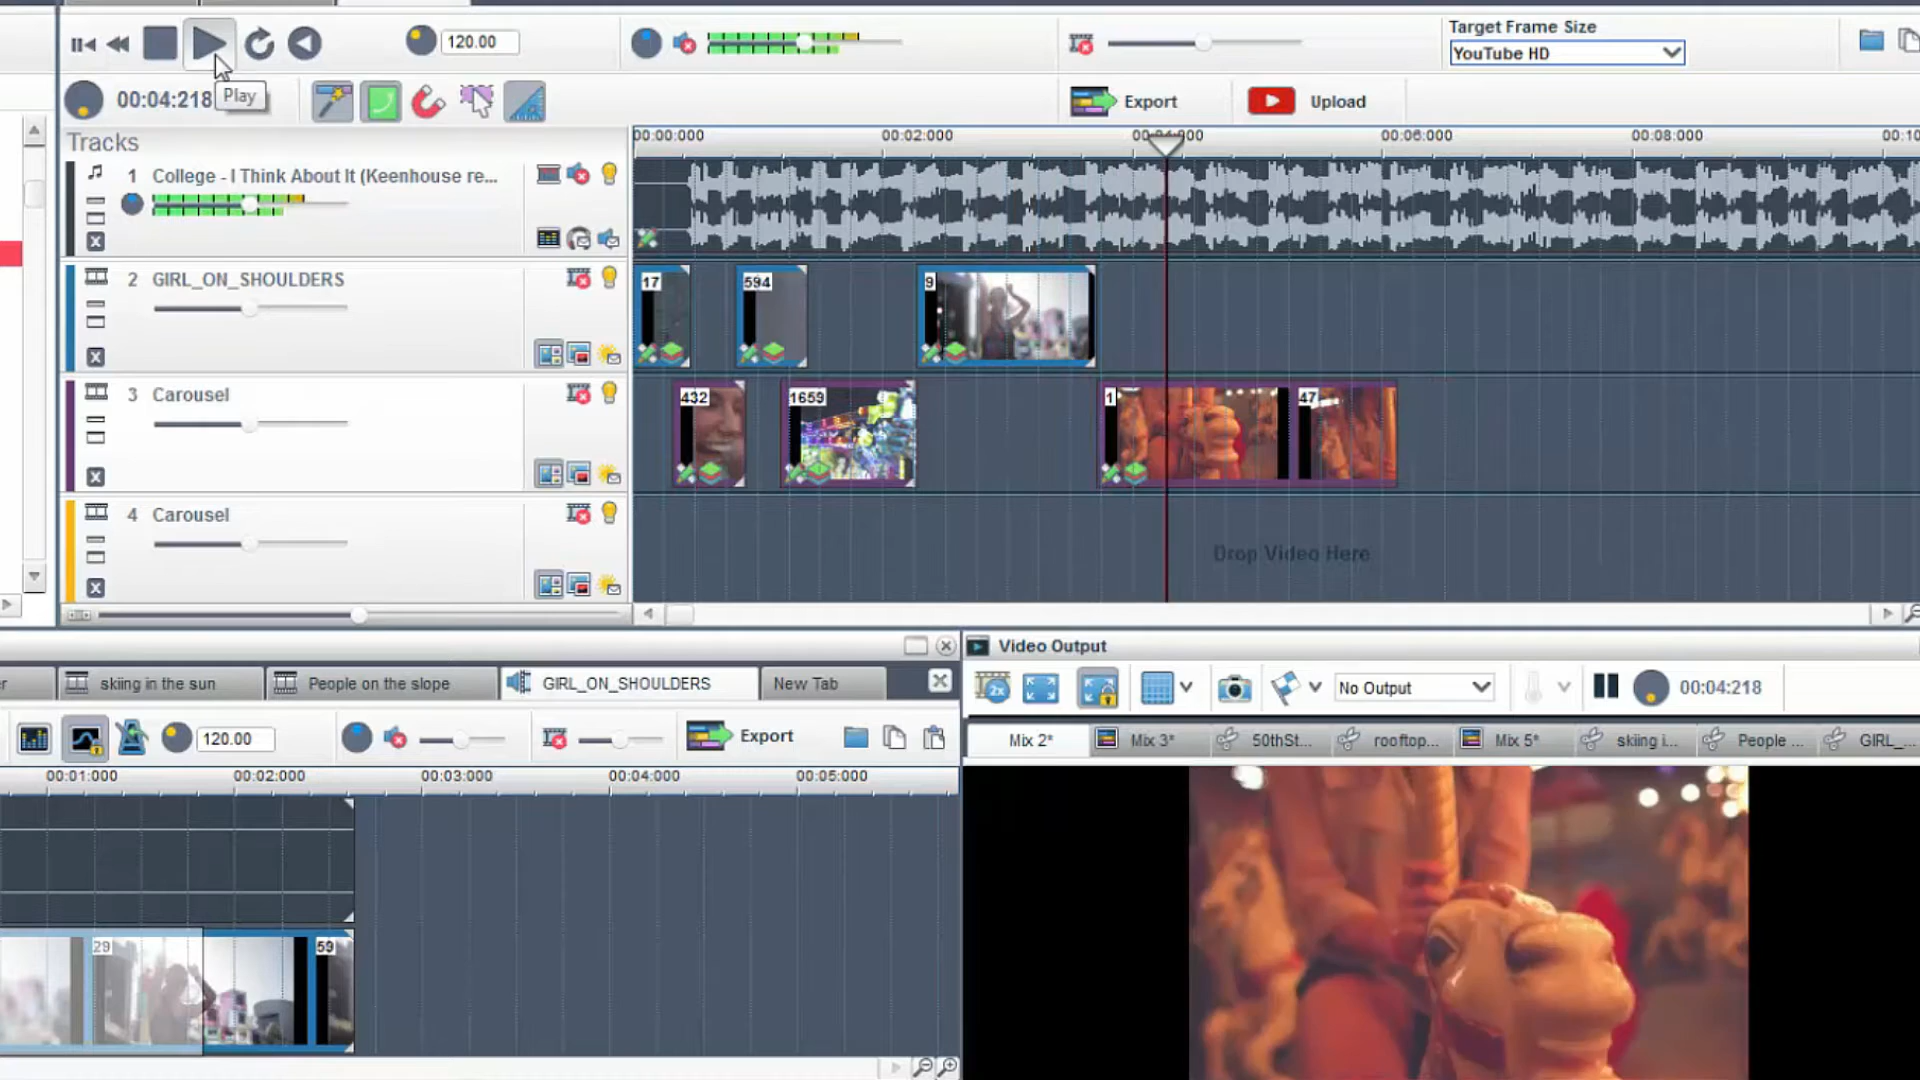 120.00
Target Frame Size
YouTube HD
00:04:218
Play
Export
Upload
Tracks
00:00:000
00:02:000
00:04:000
00:06:000
00:08:000
00:10
1 College - I Think About It (Keenhouse re...
2 GIRL_ON_SHOULDERS
17
594
9
3 Carousel
432
1659
1
47
4 Carousel
Drop Video Here
X
X
X
X
Video Output
er
skiing in the sun
People on the slope
GIRL_ON_SHOULDERS
New Tab
2x
No Output
00:04:218
120.00
Export
Mix 2*
Mix 3*
50thSt...
rooftop...
Mix 5*
skiing i...
People ...
GIRL_...
00:01:000
00:02:000
00:03:000
00:04:000
00:05:000
29
59